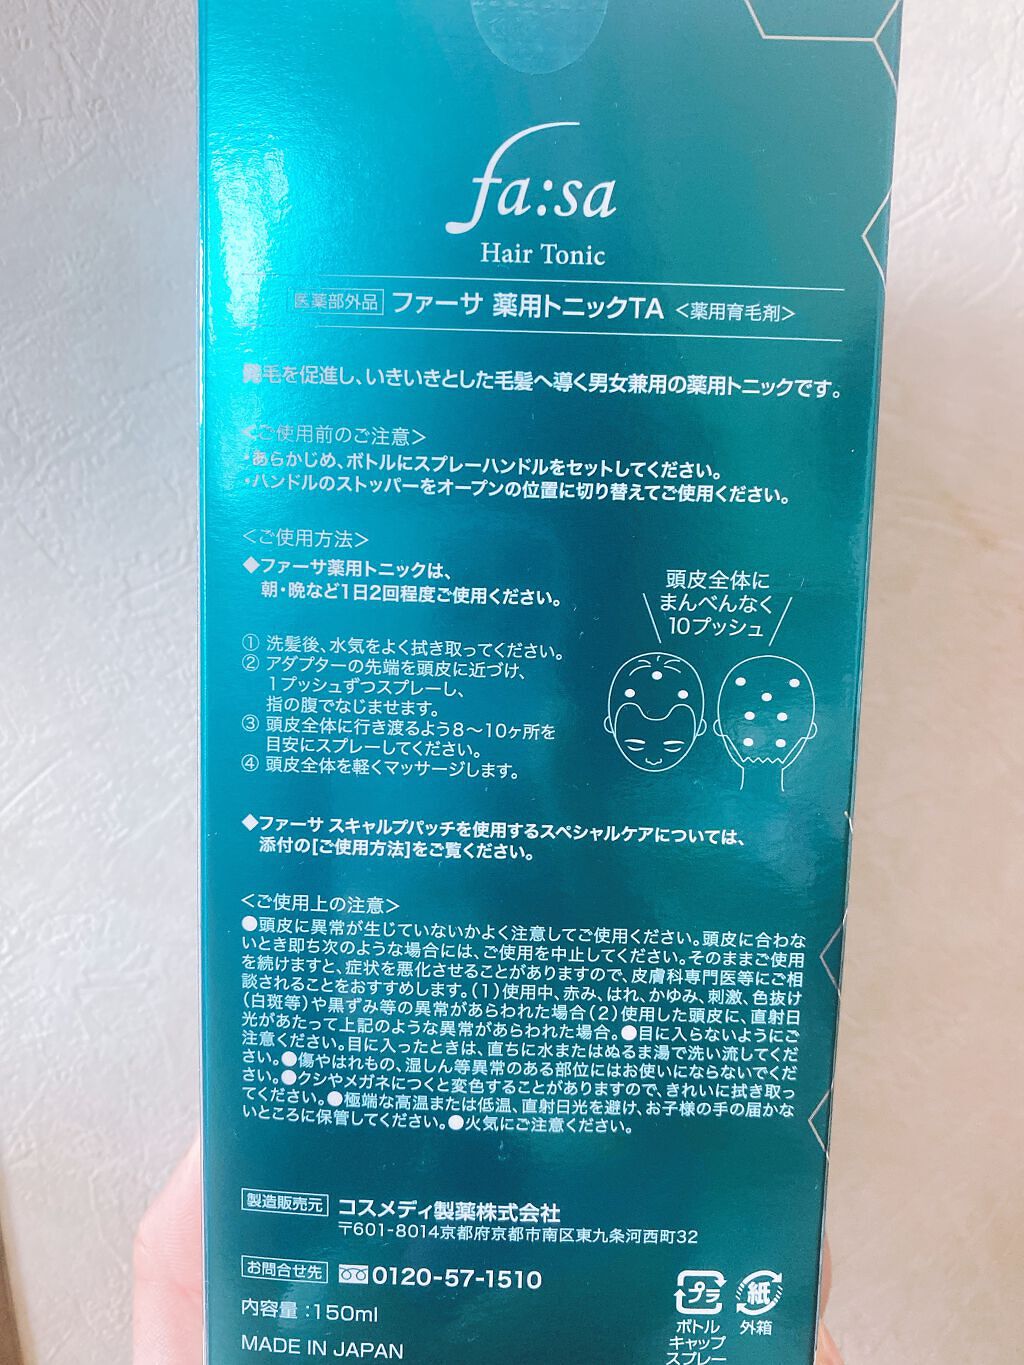 fa:sa
Hair Tonic
医薬部外品 ファーサ 薬用トニックTA <薬用育毛剤>
発毛を促進し、いきいきとした毛髪へ導く男女兼用の薬用トニックです。
<ご使用前のご注意>
・あらかじめ、ボトルにスプレーハンドルをセットしてください。
・ハンドルのストッパーをオープンの位置に切り替えてご使用ください。
<ご使用方法>
◆ファーサ薬用トニックは、
朝・晩など1日2回程度ご使用ください。
① 洗髪後、水気をよく拭き取ってください。
② アダプターの先端を頭皮に近づけ、
1プッシュずつスプレーし、
指の腹でなじませます。
③ 頭皮全体に行き渡るよう8〜10ヶ所を
目安にスプレーしてください。
④ 頭皮全体を軽くマッサージします。
頭皮全体に
まんべんなく
10プッシュ
◆ファーサ スキャルプパッチを使用するスペシャルケアについては、
添付の[ご使用方法]をご覧ください。
<ご使用上の注意>
●頭皮に異常が生じていないかよく注意してご使用ください。頭皮に合わな
いとき即ち次のような場合には、ご使用を中止してください。そのままご使用
を続けますと、症状を悪化させることがありますので、皮膚科専門医等にご相
談されることをおすすめします。(1)使用中、赤み、はれ、かゆみ、刺激、色抜け
(白斑等)や黒ずみ等の異常があらわれた場合(2)使用した頭皮に、直射日
光があたって上記のような異常があらわれた場合。●目に入らないようにご
注意ください。目に入ったときは、直ちに水またはぬるま湯で洗い流してくだ
さい。●傷やはれもの、湿しん等異常のある部位にはお使いにならないでくだ
さい。●クシやメガネにつくと変色することがありますので、きれいに拭き取っ
てください。●極端な高温または低温、直射日光を避け、お子様の手の届かな
いところに保管してください。●火気にご注意ください。
製造販売元 コスメディ製薬株式会社
〒601-8014京都府京都市南区東九条河西町32
お問合せ先 0120-57-1510
内容量:150ml
MADE IN JAPAN
プラ
ボトル
キャップ
スプレー
紙
外箱